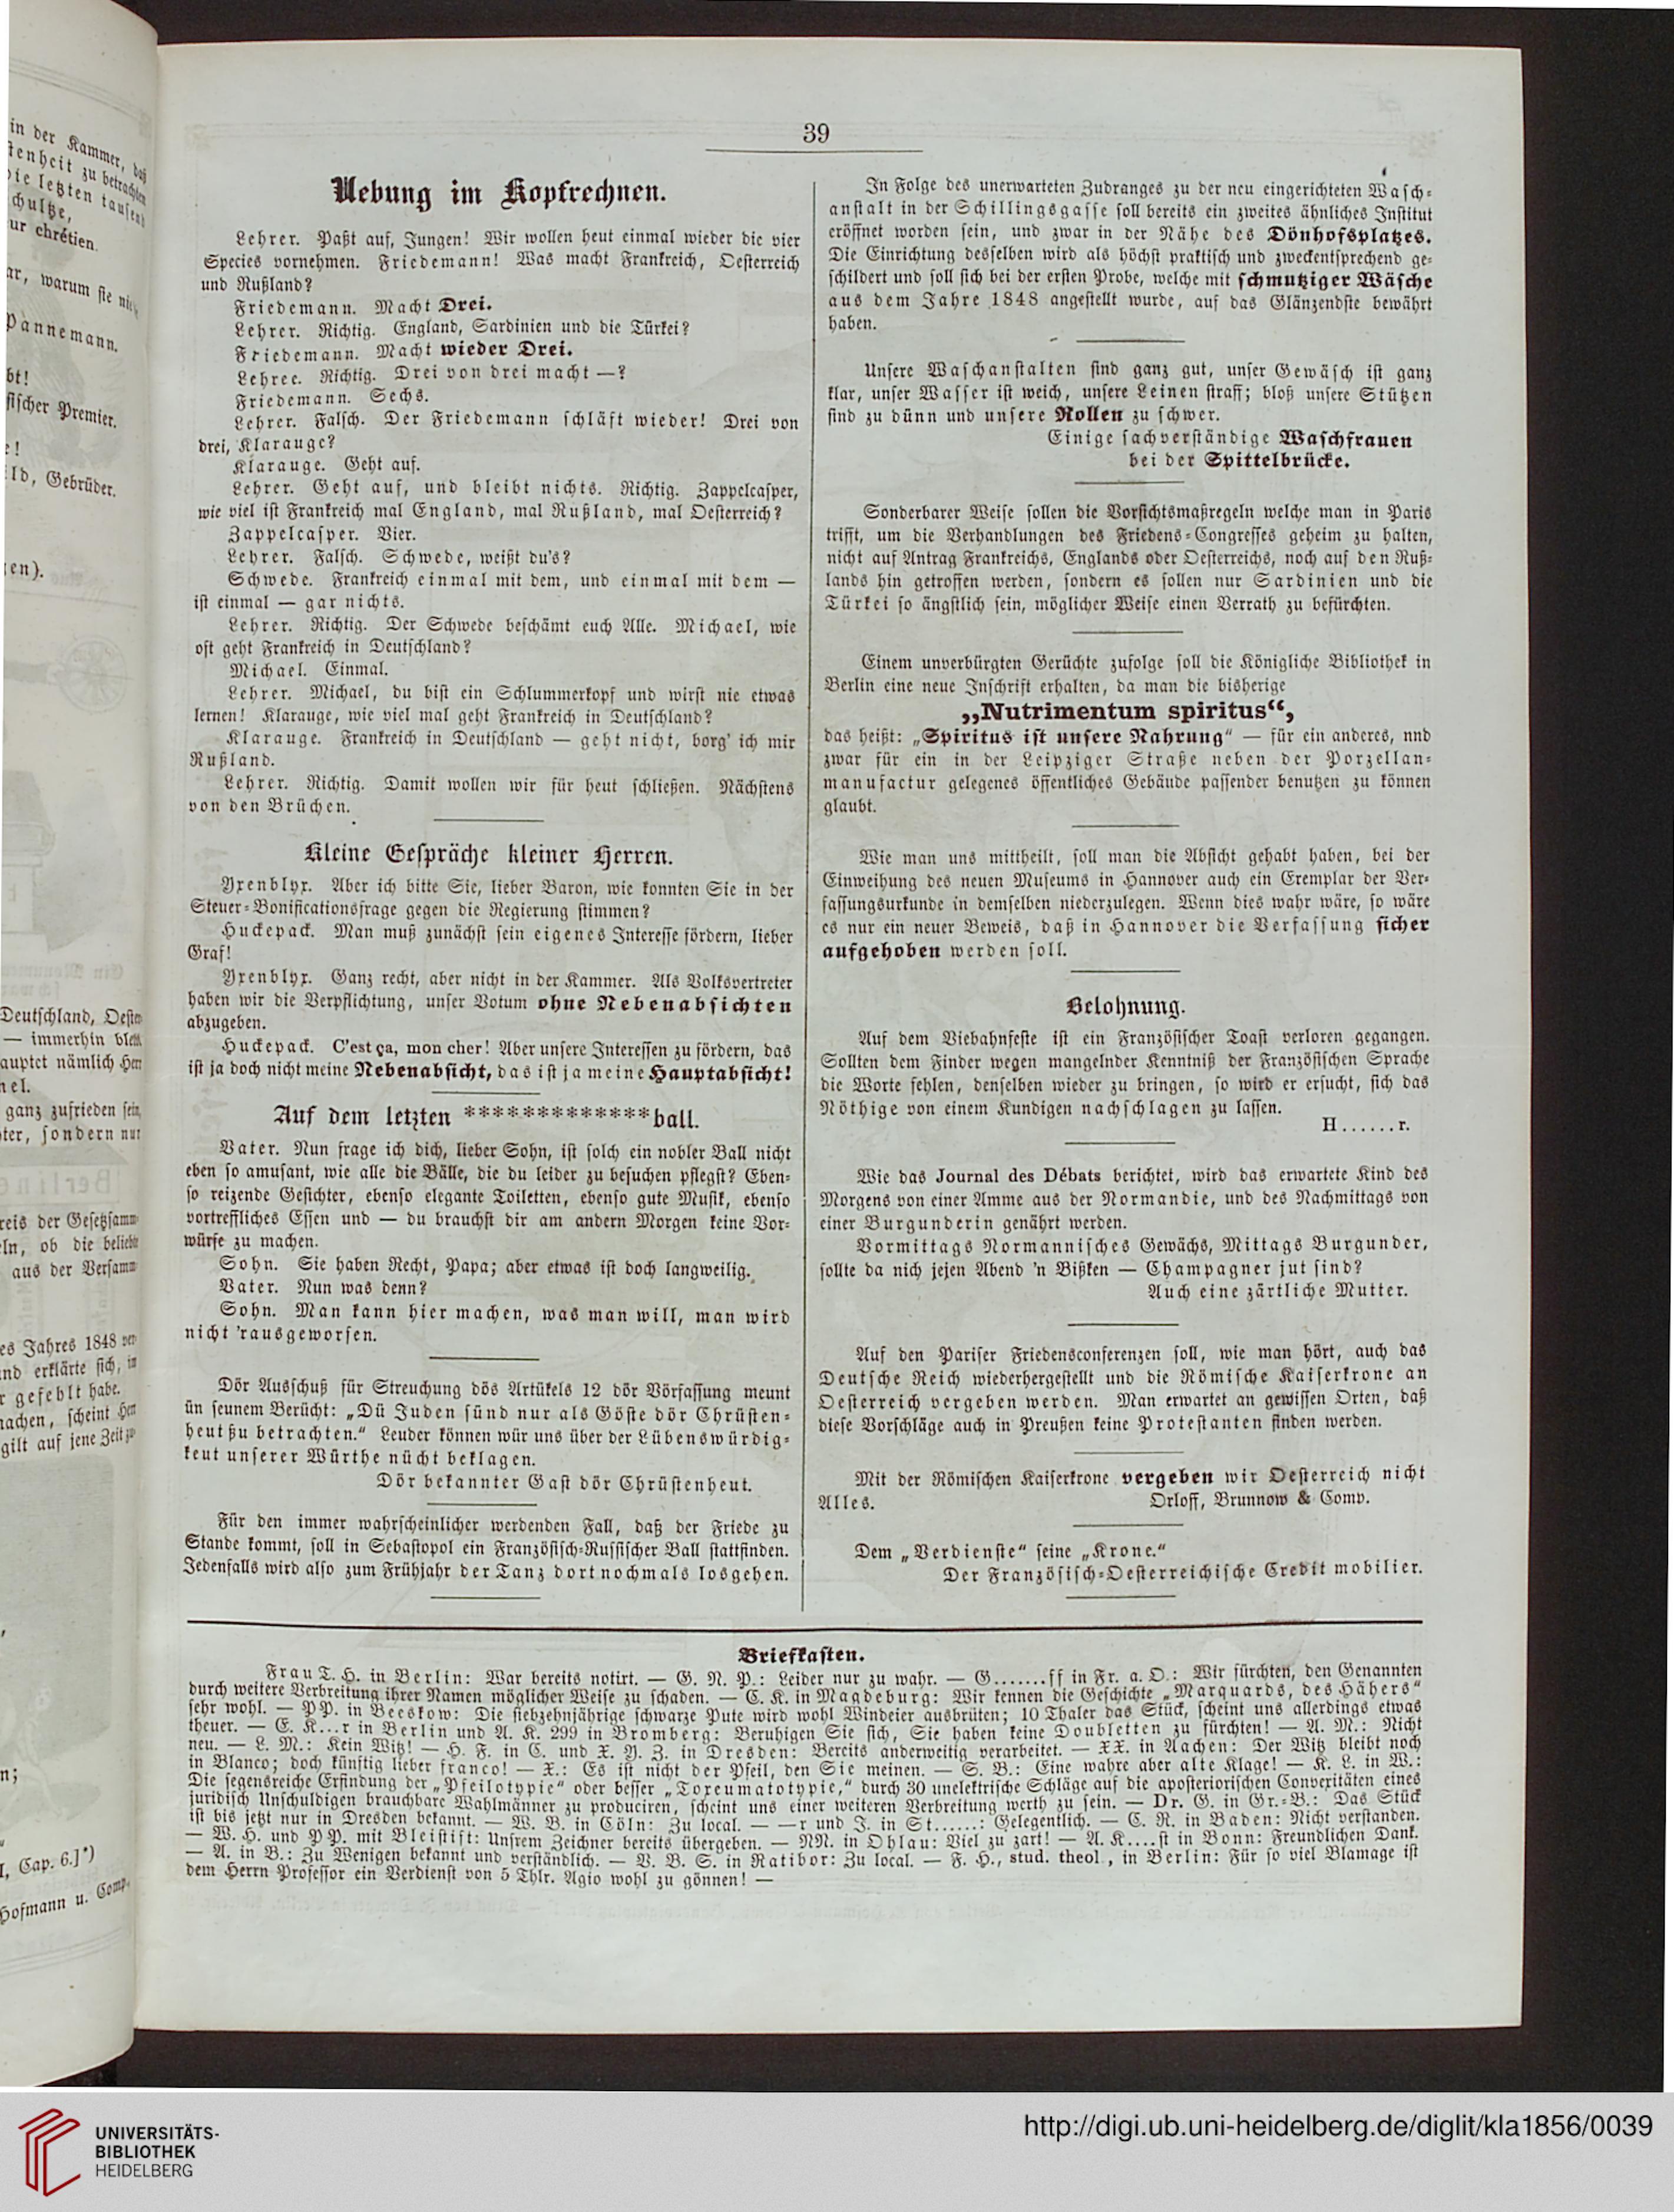 in der Kammer, daß
zu betrachten
die letzten tausend
ur chrétien.
warum sie
Pannemann.
Premier.
Gebrüder.
Deutschland,
— immerhin
ganz zufrieden sein,
sondern nur
der
ob die
aus der
Jahres 1848
und erklärte sich,
gefehlt habe.
scheint
gilt auf jene Zeit
Cap. 6.]*)
Hofmann u. Comp.
39
Uebung im Kopfrechnen.
Lehrer. Paßt auf, Jungen! Wir wollen heut einmal wieder die vier
Species vornehmen. Friedemann! Was macht Frankreich, Oesterreich
und Rußland?
Friedemann. Macht Drei.
Lehrer. Richtig. England, Sardinien und die Türkei?
Friedemann. Macht wieder Drei.
Lehrer. Richtig. Drei von drei macht —?
Friedemann. Sechs.
Lehrer. Falsch. Der Friedemann schläft wieder! Drei von
drei, Klarauge?
Klarauge. Geht auf.
Lehrer. Geht auf, und bleibt nichts. Richtig. Zappelcasper,
wie viel ist Frankreich mal England, mal Rußland, mal Oesterreich?
Zappelcasper. Vier.
Lehrer. Falsch. Schwede, weißt du's?
Schwede. Frankreich einmal mit dem, und einmal mit dem —
ist einmal — gar nichts.
Lehrer. Richtig. Der Schwede beschämt euch Alle. Michael, wie
oft geht Frankreich in Deutschland?
Michael. Einmal.
Lehrer. Michael, du bist ein Schlummerkopf und wirst nie etwas
lernen! Klarauge, wie viel mal geht Frankreich in Deutschland?
Klarauge. Frankreich in Deutschland — geht nicht, borg' ich mir
Rußland.
Lehrer. Richtig. Damit wollen wir für heut schließen. Nächstens
von den Brüchen.
Kleine Gespräche kleiner Herren.
Yxenblyx. Aber ich bitte Sie, lieber Baron, wie konnten Sie in der
Steuer-Bonificationsfrage gegen die Regierung stimmen?
Huckepack. Man muß zunächst sein eigenes Interesse fördern, lieber
Graf!
Yxenblyx. Ganz recht, aber nicht in der Kammer. Als Volksvertreter
haben wir die Verpflichtung, unser Votum ohne Nebenabsichten
abzugeben.
Huckepack. C'est ça, mon cher! Aber unsere Interessen zu fördern, das
ist ja doch nicht meine Nebenabsicht, das ist ja meine Hauptabsicht!
Auf dem letzten *************ball.
Vater. Nun frage ich dich, lieber Sohn, ist solch ein nobler Ball nicht
eben so amusant, wie alle die Bälle, die du leider zu besuchen pflegst? Eben-
so reizende Gesichter, ebenso elegante Toiletten, ebenso gute Musik, ebenso
vortreffliches Essen und — du brauchst dir am andern Morgen keine Vor-
würfe zu machen.
Sohn. Sie haben Recht, Papa; aber etwas ist doch langweilig.
Vater. Nun was denn?
Sohn. Man kann hier machen, was man will, man wird
nicht 'rausgeworfen.
Dör Ausschuß für Streuchung dös Artükels 12 dör Vörfassung meunt
ün seunem Berücht: „Dü Juden sünd nur als Göste dör Chrüsten-
heut zu betrachten." Leuder können wür uns über der Lübenswürdig-
keut unserer Würthe nücht beklagen.
Dör bekannter Gast dör Chrüstenheut.
Für den immer wahrscheinlicher werdenden Fall, daß der Friede zu
Stande kommt, soll in Sebastopol ein Französisch-Russischer Ball stattfinden.
Jedenfalls wird also zum Frühjahr der Tanz dort nochmals losgehen.
In Folge des unerwarteten Zudranges zu der neu eingerichteten Wasch-
anstalt in der Schillingsgasse soll bereits ein zweites ähnliches Institut
eröffnet worden sein, und zwar in der Nähe des Dönhofsplatzes.
Die Einrichtung desselben wird als höchst praktisch und zweckentsprechend ge-
schildert und soll sich bei der ersten Probe, welche mit schmutziger Wäsche
aus dem Jahre 1848 angestellt wurde, auf das Glänzendste bewährt
haben.
Unsere Waschanstalten sind ganz gut, unser Gewäsch ist ganz
klar, unser Wasser ist weich, unsere Leinen straff; bloß unsere Stützen
sind zu dünn und unsere Rollen zu schwer.
Einige sachverständige Waschfrauen
bei der Spittelbrücke.
Sonderbarer Weise sollen die Vorsichtsmaßregeln welche man in Paris
trifft, um die Verhandlungen des Friedens-Congresses geheim zu halten,
nicht auf Antrag Frankreichs, Englands oder Oesterreichs, noch auf den Ruß-
lands hin getroffen werden, sondern es sollen nur Sardinien und die
Türkei so ängstlich sein, möglicher Weise einen Verrath zu befürchten.
Einem unverbürgten Gerüchte zufolge soll die Königliche Bibliothek in
Berlin eine neue Inschrift erhalten, da man die bisherige
„Nutrimentum spiritus“,
das heißt: „Spiritus ist unsere Nahrung" — für ein anderes, nnd
zwar für ein in der Leipziger Straße neben der Porzellan-
manufactur gelegenes öffentliches Gebäude passender benutzen zu können
glaubt.
Wie man uns mittheilt, soll man die Absicht gehabt haben, bei der
Einweihung des neuen Museums in Hannover auch ein Exemplar der Ver-
fassungsurkunde in demselben niederzulegen. Wenn dies wahr wäre, so wäre
es nur ein neuer Beweis, daß in Hannover die Verfassung sicher
aufgehoben werden soll.
Belohnung.
Auf dem Viebahnfeste ist ein Französischer Toast verloren gegangen.
Sollten dem Finder wegen mangelnder Kenntniß der Französischen Sprache
die Worte fehlen, denselben wieder zu bringen, so wird er ersucht, sich das
Nöthige von einem Kundigen nachschlagen zu lassen.
H......r.
Wie das Journal des Débats berichtet, wird das erwartete Kind des
Morgens von einer Amme aus der Normandie, und des Nachmittags von
einer Burgunderin genährt werden.
Vormittags Normannisches Gewächs, Mittags Burgunder,
sollte da nich jejen Abend 'n Bißken — Champagner jut sind?
Auch eine zärtliche Mutter.
Auf den Pariser Friedensconferenzen soll, wie man hört, auch das
Deutsche Reich wiederhergestellt und die Römische Kaiserkrone an
Oesterreich vergeben werden. Man erwartet an gewissen Orten, daß
diese Vorschläge auch in Preußen keine Protestanten finden werden.
Mit der Römischen Kaiserkrone vergeben wir Oesterreich nicht
Alles. Orloff, Brunnow & Comp.
Dem „Verdienste" seine „Krone."
Der Französisch-Oesterreichische Credit mobilier.
Briefkasten.
Frau T. H. in Berlin: War bereits notirt. — G. N. P.: Leider nur zu wahr. — G.......ff in Fr. a. O.: Wir fürchten, den Genannten
durch weitere Verbreitung ihrer Namen möglicher Weise zu schaden. — C. K. in Magdeburg: Wir kennen die Geschichte „Marquards, des Hähers"
sehr wohl. — PP. in Beeskow: Die siebzehnjährige schwarze Pute wird wohl Windeier ausbrüten; 10 Thaler das Stück, scheint uns allerdings etwas
theuer. — E. K...r in Berlin und A. K. 299 in Bromberg: Beruhigen Sie sich, Sie haben keine Doubletten zu fürchten! — A. M.: Nicht
neu. — L. M.: Kein Witz! — H. F. in C. und X. Y. Z. in Dresden: Bereits anderweitig verarbeitet. — XX. in Aachen: Der Witz bleibt noch
in Blanco; doch künftig lieber franco! — X.: Es ist nicht der Pfeil, den Sie meinen. — S. B.: Eine wahre aber alte Klage! — K. L. in W.:
Die segensreiche Erfindung der „Pfeilotypie" oder besser „Toxeumatotypie," durch 30 unelektrische Schläge auf die aposteriorischen Convexitäten eines
juridisch Unschuldigen brauchbare Wahlmänner zu produciren, scheint uns einer weiteren Verbreitung werth zu sein. — Dr. G. in Gr.-B.: Das Stück
ist bis jetzt nur in Dresden bekannt. — W. B. in Cöln: Zu local. — —r und J. in St......: Gelegentlich. — C. R. in Baden: Nicht verstanden.
— W. H. und PP. mit Bleistift: Unsrem Zeichner bereits übergeben. — NN. in Ohlau: Viel zu zart! — A. K....st in Bonn: Freundlichen Dank.
— A. in B.: Zu Wenigen bekannt und verständlich. — V. B. S. in Ratibor: Zu local. — F. H., stud. theol., in Berlin: Für so viel Blamage ist
dem Herrn Professor ein Verdienst von 5 Thlr. Agio wohl zu gönnen! —
UNIVERSITÄTS-
BIBLIOTHEK
HEIDELBERG
http://digi.ub.uni-heidelberg.de/diglit/kla1856/0039